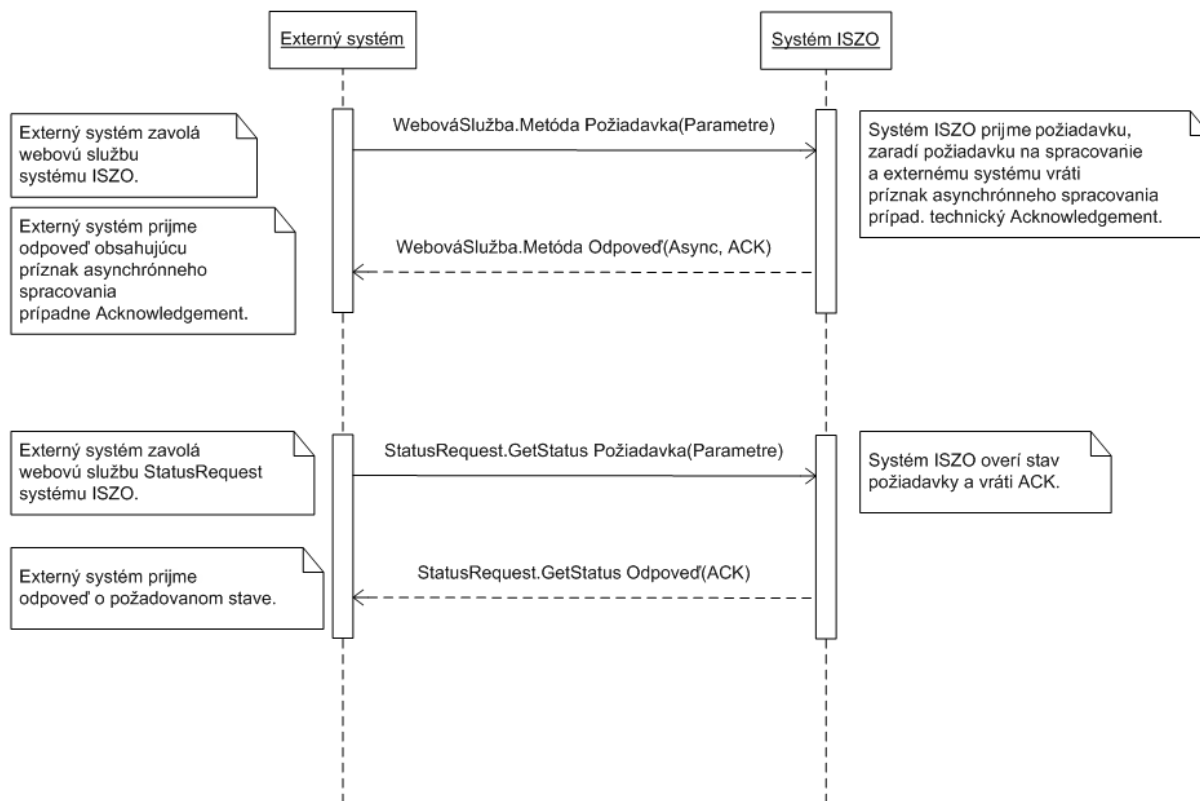 Externý systém
Systém ISZO
Externý systém zavolá
webovú službu
systému ISZO.
WebováSlužba.Metóda Požiadavka(Parametre)
Systém ISZO prijme požiadavku,
zaradí požiadavku na spracovanie
a externému systému vráti
príznak asynchrónneho spracovania
prípad. technický Acknowledgement.
Externý systém prijme
odpoveď obsahujúcu
príznak asynchrónneho
spracovania
prípadne Acknowledgement.
WebováSlužba.Metóda Odpoveď(Async, ACK)
Externý systém zavolá
webovú službu StatusRequest
systému ISZO.
StatusRequest.GetStatus Požiadavka(Parametre)
Systém ISZO overí stav
požiadavky a vráti ACK.
Externý systém prijme
odpoveď o požadovanom stave.
StatusRequest.GetStatus Odpoveď(ACK)